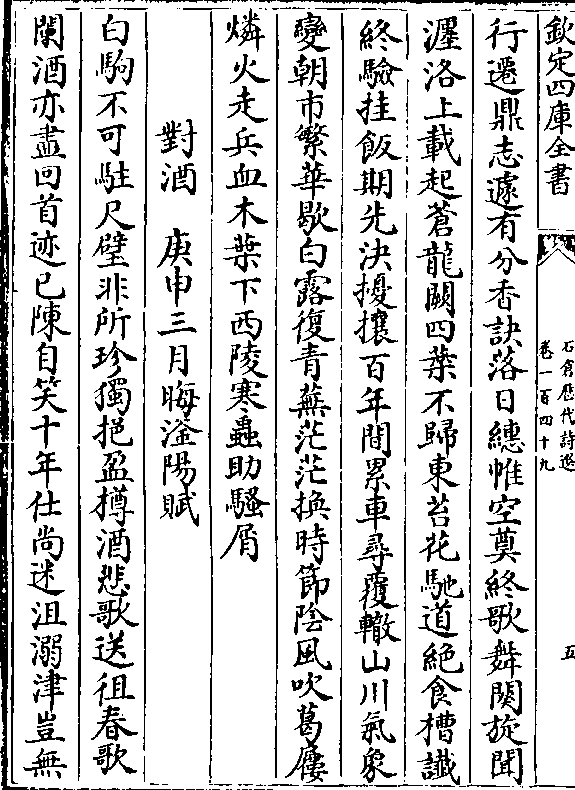 欽定四庫全書
石倉歷代詩選
卷一百四十九
五
行遷鼎志遽有分香訣落日繐帷空奠終歌舞闋旋聞
瀍洛上載起蒼龍闕四葉不歸東苔花馳道絶食槽讖
終驗挂飯期先決擾攘百年間累車尋覆轍山川氣象
變朝市繁華歇白露復青蕪茫茫換時節陰風吹葛屨
燐火走兵血木葉下西陵寒蟲助騷屑
對酒　庚申三月晦滏陽賦
白駒不可駐尺璧非所珍獨挹盈樽酒悲歌送徂春歌
闌酒亦盡回首迹已陳自笑十年仕尚迷沮溺津豈無